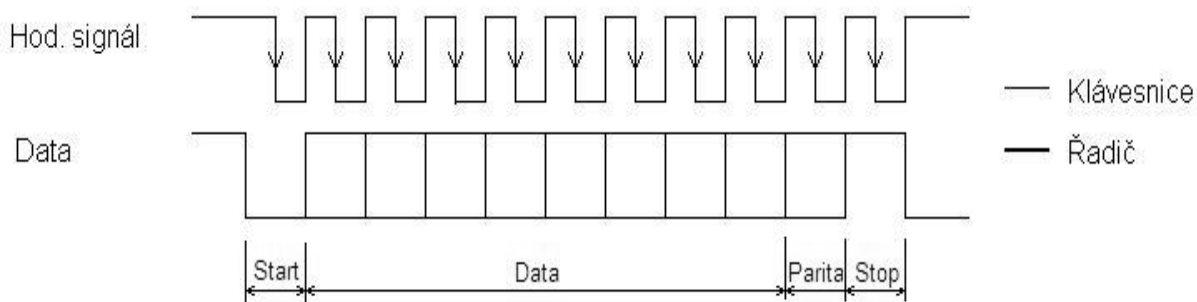 Hod. signál
Klávesnice
Data
Řadič
Start
Data
Parita
Stop